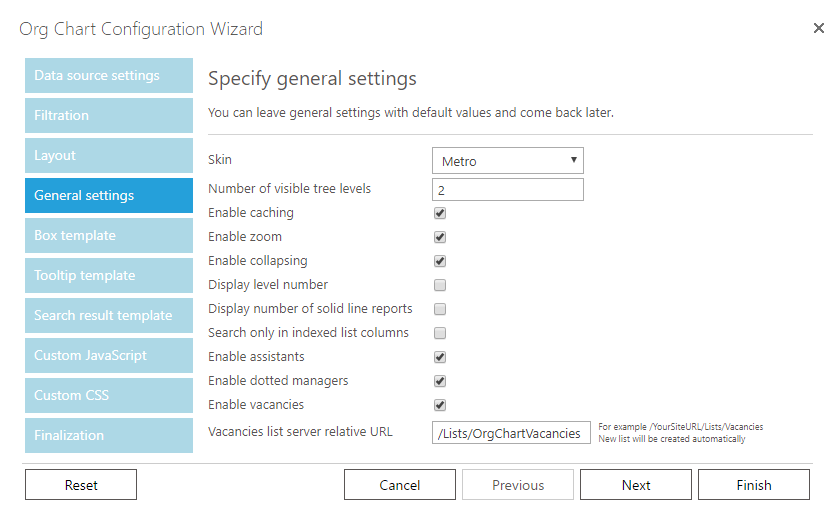 Org Chart Configuration Wizard
Data source settings
Filtration
Layout
General settings
Box template
Tooltip template
Search result template
Custom JavaScript
Custom CSS
Finalization
Specify general settings
You can leave general settings with default values and come back later.
Skin
Metro
Number of visible tree levels
2
Enable caching
Enable zoom
Enable collapsing
Display level number
Display number of solid line reports
Search only in indexed list columns
Enable assistants
Enable dotted managers
Enable vacancies
Vacancies list server relative URL
/Lists/OrgChartVacancies
For example /YourSiteURL/Lists/Vacancies
New list will be created automatically
Reset
Cancel
Previous
Next
Finish